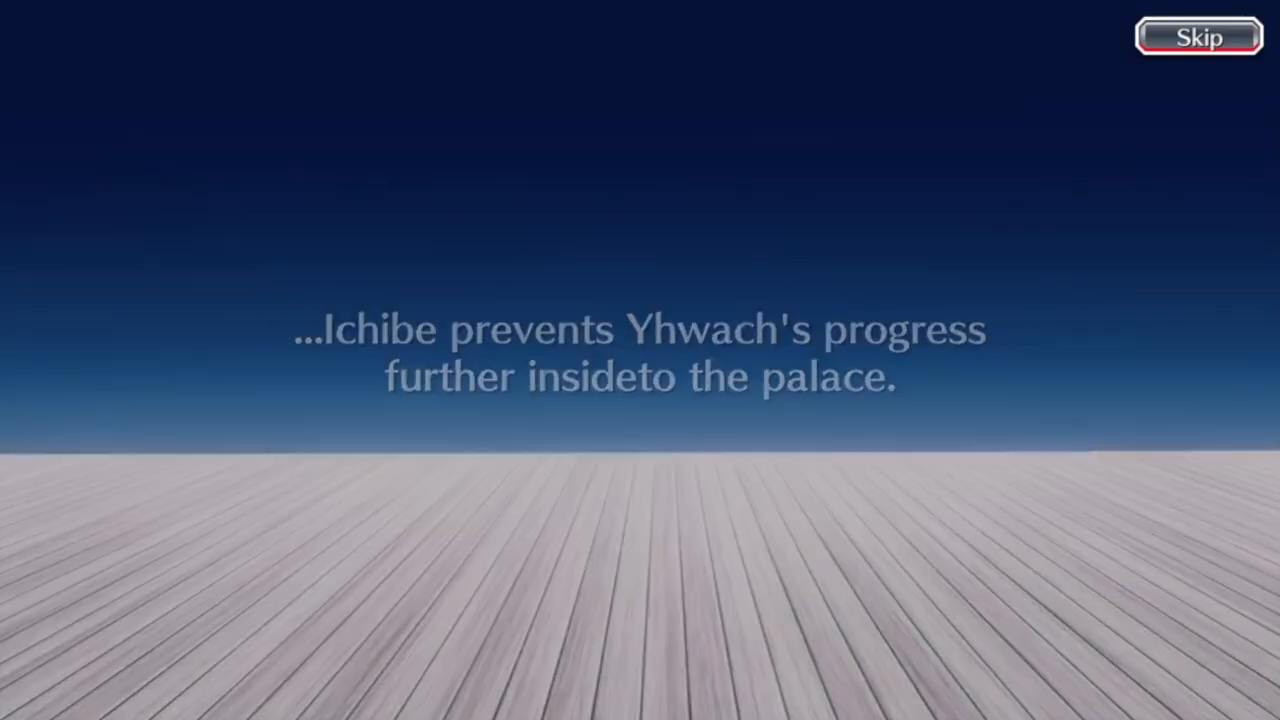 Skip
...Ichibe prevents Yhwach's progress
further insideto the palace.